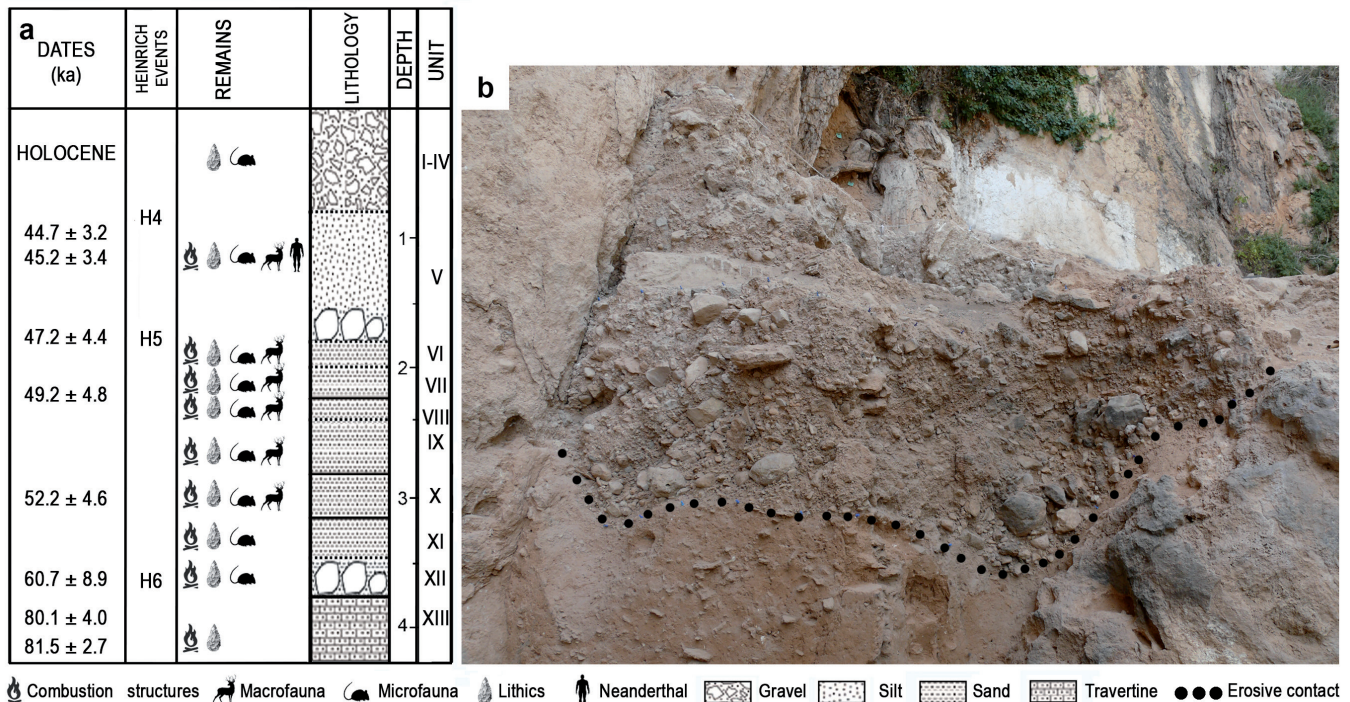 a
DATES
(ka)
HEINRICH
EVENTS
REMAINS
LITHOLOGY
DEPTH
UNIT
HOLOCENE
I-IV
H4
44.7 ± 3.2
45.2 ± 3.4
1
V
47.2 ± 4.4
H5
VI
2
VII
49.2 ± 4.8
VIII
IX
52.2 ± 4.6
3
X
XI
60.7 ± 8.9
H6
XII
80.1 ± 4.0
XIII
4
81.5 ± 2.7
b
Combustion structures Macrofauna Microfauna Lithics Neanderthal Gravel Silt Sand Travertine Erosive contact